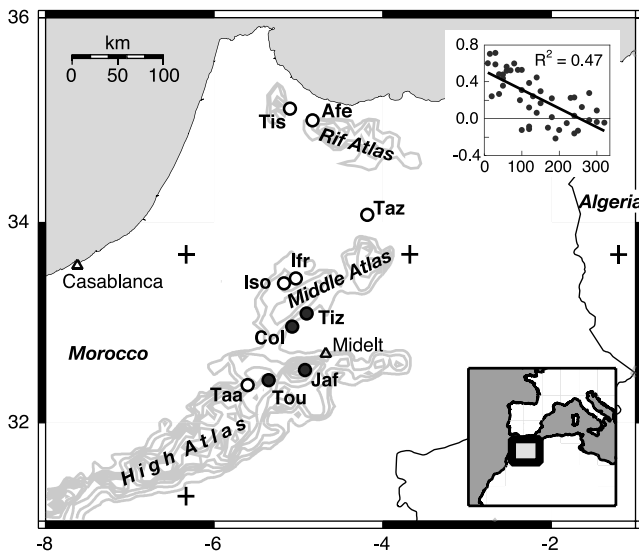 36
km
0 50 100
0.8
R² = 0.47
0.4
0.0
-0.4
0 100 200 300
Tis
Afe
Rif Atlas
34
Taz
Algeria
Casablanca
Ifr
Iso
Middle Atlas
Tiz
Col
Midelt
Morocco
Jaf
Taa
Tou
32
High Atlas
-8 -6 -4 -2